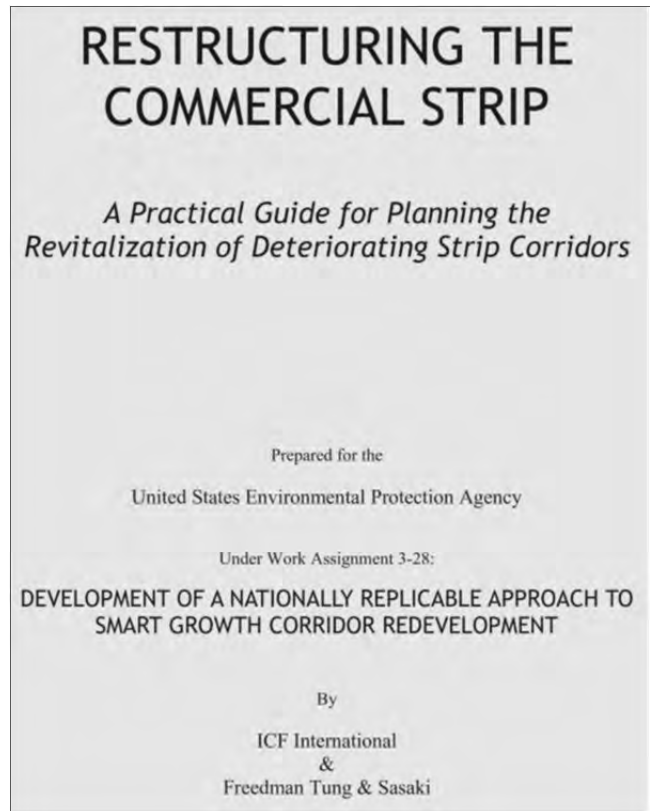 RESTRUCTURING THE
COMMERCIAL STRIP
A Practical Guide for Planning the
Revitalization of Deteriorating Strip Corridors
Prepared for the
United States Environmental Protection Agency
Under Work Assignment 3-28:
DEVELOPMENT OF A NATIONALLY REPLICABLE APPROACH TO
SMART GROWTH CORRIDOR REDEVELOPMENT
By
ICF International
&
Freedman Tung & Sasaki